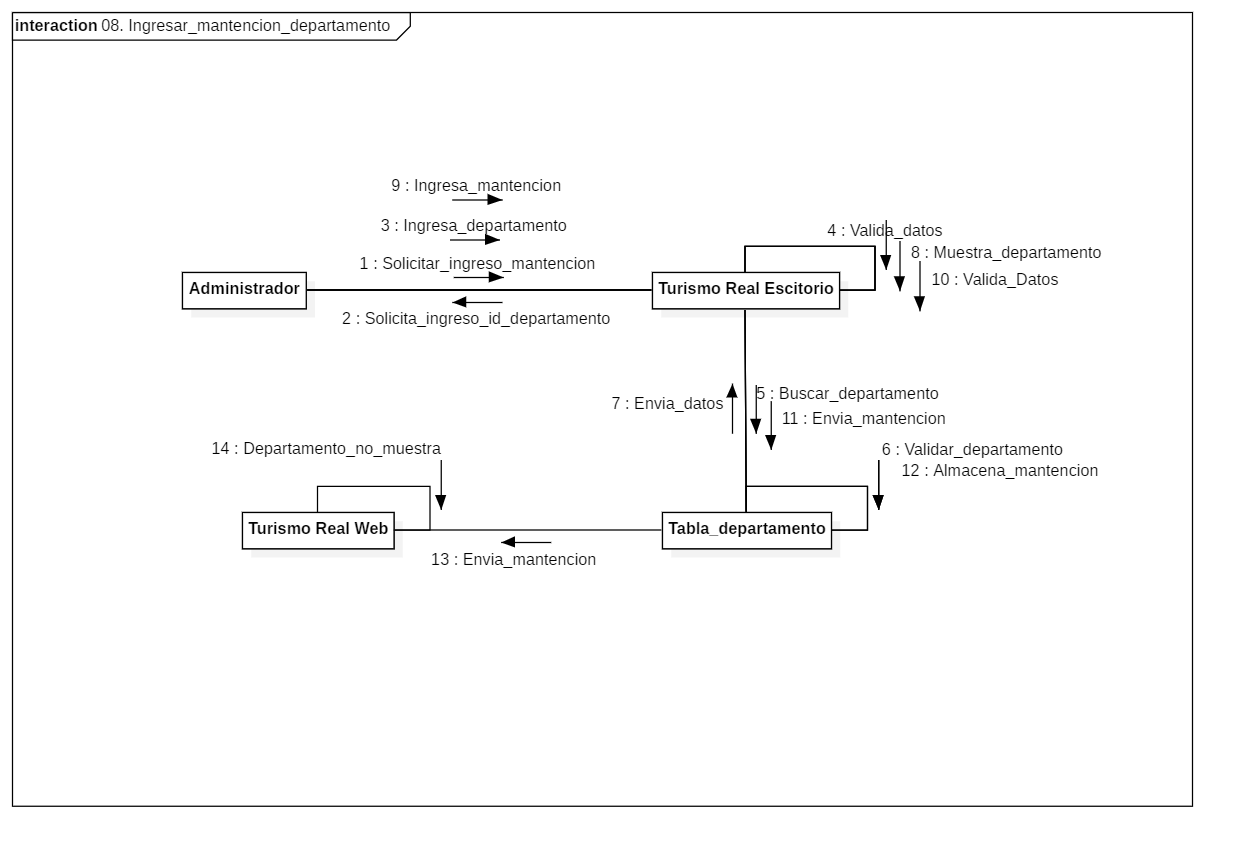 interaction 08. Ingresar_mantencion_departamento
9 : Ingresa_mantencion
3 : Ingresa_departamento
1 : Solicitar_ingreso_mantencion
Administrador
2 : Solicita_ingreso_id_departamento
4 : Valida_datos
8 : Muestra_departamento
10 : Valida_Datos
Turismo Real Escitorio
7 : Envia_datos
5 : Buscar_departamento
11 : Envia_mantencion
6 : Validar_departamento
12 : Almacena_mantencion
14 : Departamento_no_muestra
Turismo Real Web
Tabla_departamento
13 : Envia_mantencion